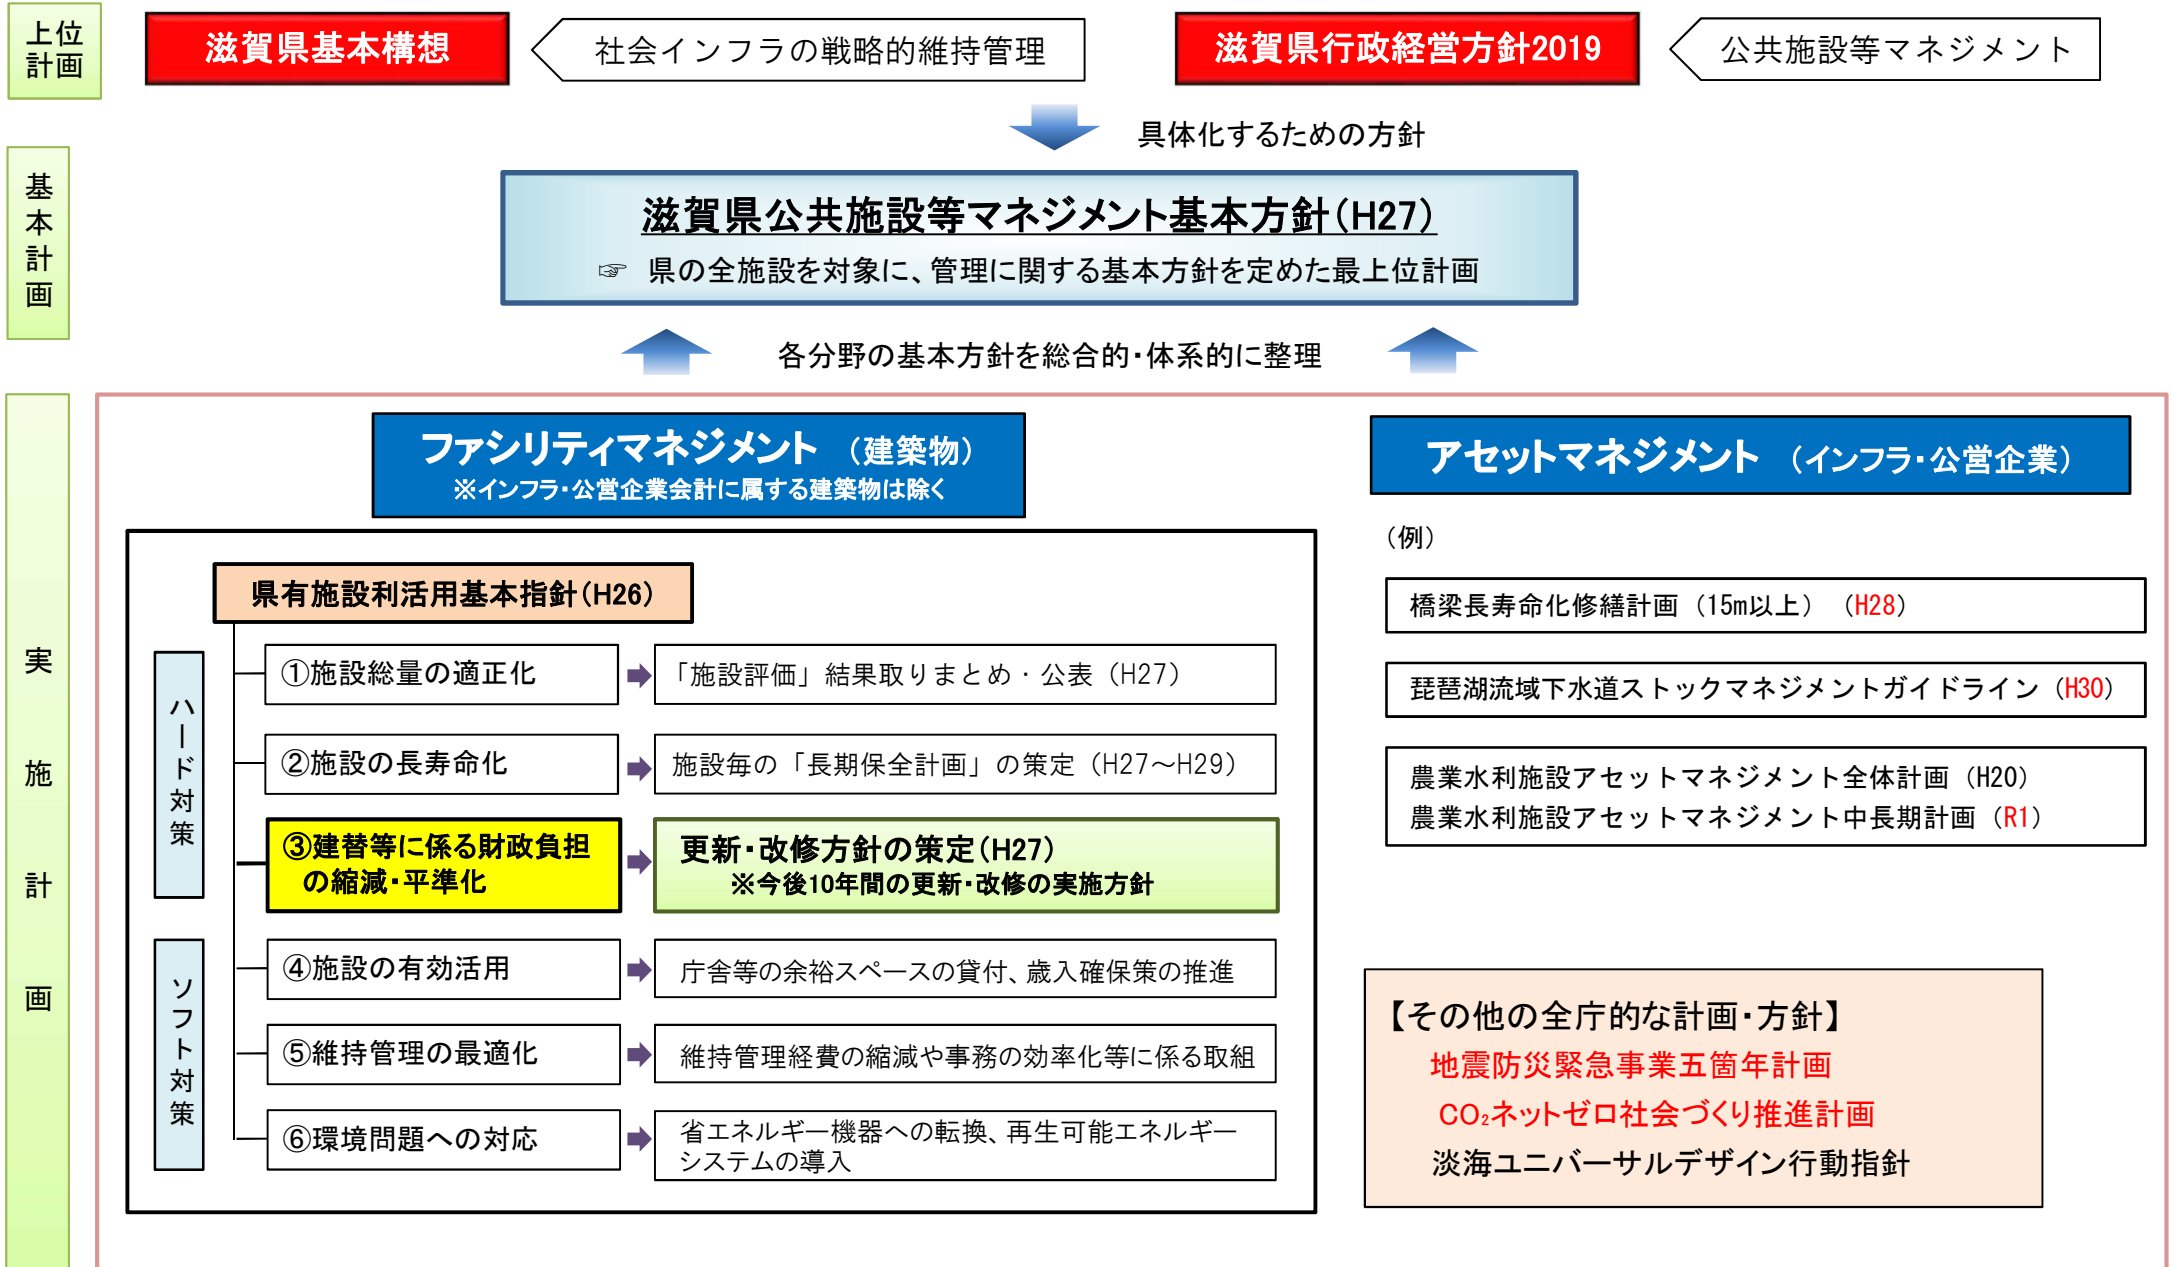 上位
計画
滋賀県基本構想
社会インフラの戦略的維持管理
滋賀県行政経営方針2019
公共施設等マネジメント
具体化するための方針
基本計画
滋賀県公共施設等マネジメント基本方針（H27）
☞ 県の全施設を対象に、管理に関する基本方針を定めた最上位計画
各分野の基本方針を総合的・体系的に整理
実施計画
ファシリティマネジメント （建築物）
※インフラ・公営企業会計に属する建築物は除く
県有施設利活用基本指針（H26）
ハード対策
①施設総量の適正化
「施設評価」結果取りまとめ・公表（H27）
②施設の長寿命化
施設毎の「長期保全計画」の策定（H27～H29）
③建替等に係る財政負担
の縮減・平準化
更新・改修方針の策定（H27）
※今後10年間の更新・改修の実施方針
ソフト対策
④施設の有効活用
庁舎等の余裕スペースの貸付、歳入確保策の推進
⑤維持管理の最適化
維持管理経費の縮減や事務の効率化等に係る取組
⑥環境問題への対応
省エネルギー機器への転換、再生可能エネルギー
システムの導入
アセットマネジメント （インフラ・公営企業）
（例）
橋梁長寿命化修繕計画（15m以上）（H28）
琵琶湖流域下水道ストックマネジメントガイドライン（H30）
農業水利施設アセットマネジメント全体計画（H20）
農業水利施設アセットマネジメント中長期計画（R1）
【その他の全庁的な計画・方針】
地震防災緊急事業五箇年計画
CO₂ネットゼロ社会づくり推進計画
淡海ユニバーサルデザイン行動指針